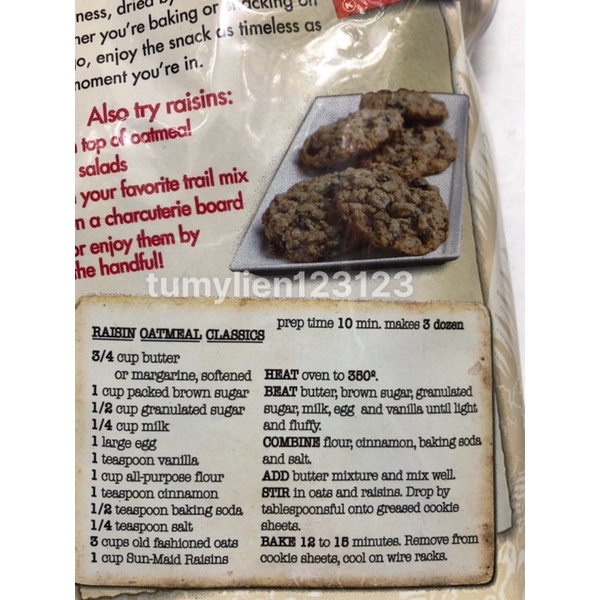 ness, dried by
her you're baking or snacking on
o, enjoy the snack as timeless as
moment you're in.
Also try raisins:
top of oatmeal!
salads
your favorite trail mix
n a charcuterie board
or enjoy them by
the handful!
tumylien123123
prep time 10 min. makes 3 dozen
RAISIN OATMEAL CLASSICS
3/4 cup butter
or margarine, softened
1 cup packed brown sugar
1/2 cup granulated sugar
1/4 cup milk
1 large egg
1 teaspoon vanilla
1 cup all-purpose flour
1 teaspoon cinnamon
1/2 teaspoon baking soda
1/4 teaspoon salt
3 cups old fashioned oats
1 cup Sun-Maid Raisins
HEAT oven to 350º.
BEAT butter, brown sugar, granulated
sugar, milk, egg and vanilla until light
and fluffy.
COMBINE flour, cinnamon, baking soda
and salt.
ADD butter mixture and mix well.
STIR in oats and raisins. Drop by
tablespoonsful onto greased cookie
sheets.
BAKE 12 to 15 minutes. Remove from
cookie sheets, cool on wire racks.